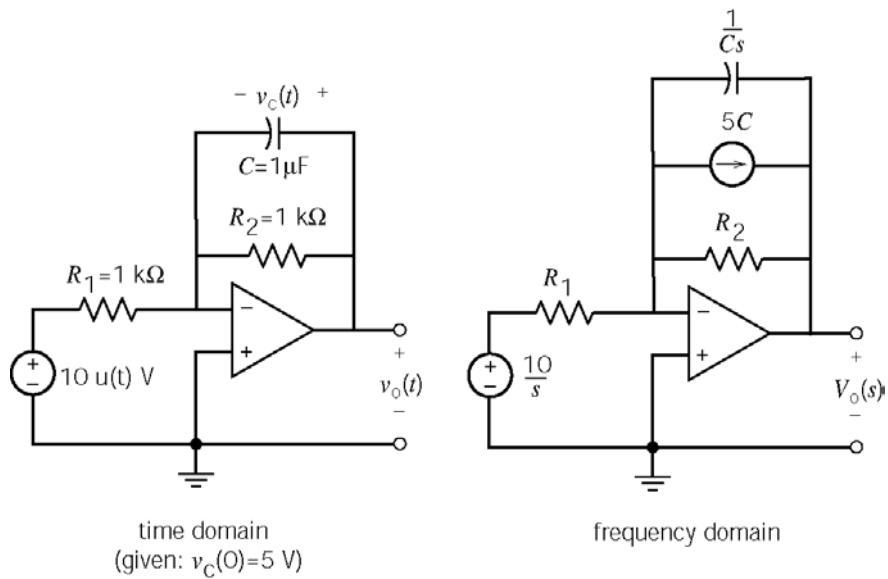 − v_C(t) +
C=1μF
R_2=1 kΩ
R_1=1 kΩ
−
+
+
−
10 u(t) V
+
v_o(t)
−
time domain
(given: v_C(0)=5 V)
1/Cs
5C
R_2
R_1
−
+
+
−
10/s
+
V_o(s)
−
frequency domain